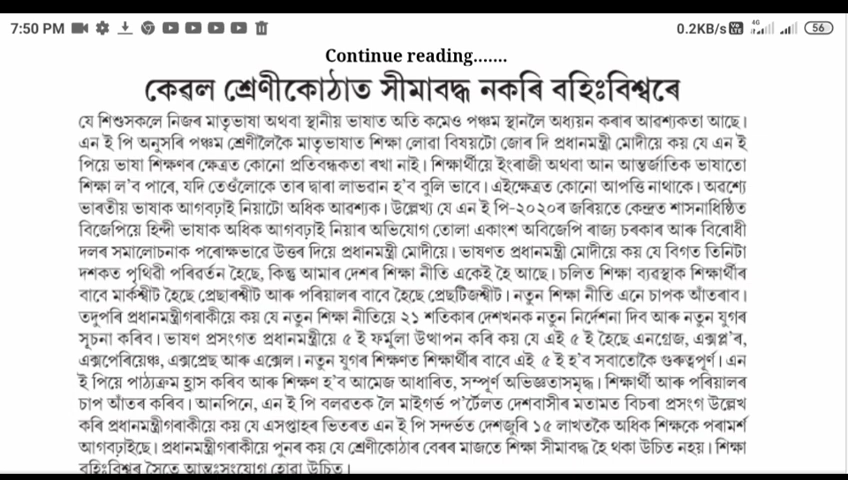 7:50 PM
0.2KB/s
4G
56
Continue reading.......
কেৱল শ্ৰেণীকোঠাত সীমাবদ্ধ নকৰি বহিঃবিশ্বৰে
যে শিশুসকলে নিজৰ মাতৃভাষা অথবা স্থানীয় ভাষাত অতি কমেও পঞ্চম স্থানলৈ অধ্যয়ন কৰাৰ আৱশ্যকতা আছে।
এন ই পি অনুসৰি পঞ্চম শ্ৰেণীলৈকৈ মাতৃভাষাত শিক্ষা লোৱা বিষয়টো জোৰ দি প্ৰধানমন্ত্ৰী মোদীয়ে কয় যে এন ই
পিয়ে ভাষা শিক্ষণৰ ক্ষেত্ৰত কোনো প্ৰতিবন্ধকতা ৰখা নাই। শিক্ষাৰ্থীয়ে ইংৰাজী অথবা আন আন্তৰ্জাতিক ভাষাতো
শিক্ষা ল'ব পাৰে, যদি তেওঁলোকে তাৰ দ্বাৰা লাভৱান হ'ব বুলি ভাবে। এইক্ষেত্ৰত কোনো আপত্তি নাথাকে। অৱশ্যে
ভাৰতীয় ভাষাক আগবঢ়াই নিয়াটো অধিক আৱশ্যক। উল্লেখ্য যে এন ই পি-২০২০ৰ জৰিয়তে কেন্দ্ৰত শাসনাধিষ্ঠিত
বিজেপিয়ে হিন্দী ভাষাক অধিক আগবঢ়াই নিয়াৰ অভিযোগ তোলা একাংশ অবিজেপি ৰাজ্য চৰকাৰ আৰু বিৰোধী
দলৰ সমালোচনাক পৰোক্ষভাৱে উত্তৰ দিয়ে প্ৰধানমন্ত্ৰী মোদীয়ে। ভাষণত প্ৰধানমন্ত্ৰী মোদীয়ে কয় যে বিগত তিনিটা
দশকত পৃথিৱী পৰিৱৰ্তন হৈছে, কিন্তু আমাৰ দেশৰ শিক্ষা নীতি একেই হৈ আছে। চলিত শিক্ষা ব্যৱস্থাক শিক্ষাৰ্থীৰ
বাবে মাৰ্কশ্বীট হৈছে প্ৰেছাৰশ্বীট আৰু পৰিয়ালৰ বাবে হৈছে প্ৰেছটিজশ্বীট। নতুন শিক্ষা নীতি এনে চাপক আঁতৰাব।
তদুপৰি প্ৰধানমন্ত্ৰীগৰাকীয়ে কয় যে নতুন শিক্ষা নীতিয়ে ২১ শতিকাৰ দেশখনক নতুন নিৰ্দেশনা দিব আৰু নতুন যুগৰ
সূচনা কৰিব। ভাষণ প্ৰসংগত প্ৰধানমন্ত্ৰীয়ে ৫ ই ফৰ্মুলা উত্থাপন কৰি কয় যে এই ৫ ই হৈছে এনগ্ৰেজ, এক্সপ্ল'ৰ,
এক্সপেৰিয়েঞ্চ, এক্সপ্ৰেছ আৰু এক্সেল। নতুন যুগৰ শিক্ষণত শিক্ষাৰ্থীৰ বাবে এই ৫ ই হ'ব সবাতোকৈ গুৰুত্বপূৰ্ণ। এন
ই পিয়ে পাঠ্যক্ৰম হ্ৰাস কৰিব আৰু শিক্ষণ হ'ব আমেজ আধাৰিত, সম্পূৰ্ণ অভিজ্ঞতাসমৃদ্ধ। শিক্ষাৰ্থী আৰু পৰিয়ালৰ
চাপ আঁতৰ কৰিব। আনপিনে, এন ই পি বলৱতক লৈ মাইগৰ্ভ প'ৰ্টেলত দেশবাসীৰ মতামত বিচৰা প্ৰসংগ উল্লেখ
কৰি প্ৰধানমন্ত্ৰীগৰাকীয়ে কয় যে এসপ্তাহৰ ভিতৰত এন ই পি সন্দৰ্ভত দেশজুৰি ১৫ লাখতকৈ অধিক শিক্ষকে পৰামৰ্শ
আগবঢ়াইছে। প্ৰধানমন্ত্ৰীগৰাকীয়ে পুনৰ কয় যে শ্ৰেণীকোঠাৰ বেৰৰ মাজতে শিক্ষা সীমাবদ্ধ হৈ থকা উচিত নহয়। শিক্ষা
বহিঃবিশ্বৰ সৈতে আন্তঃসংযোগ হোৱা উচিত।